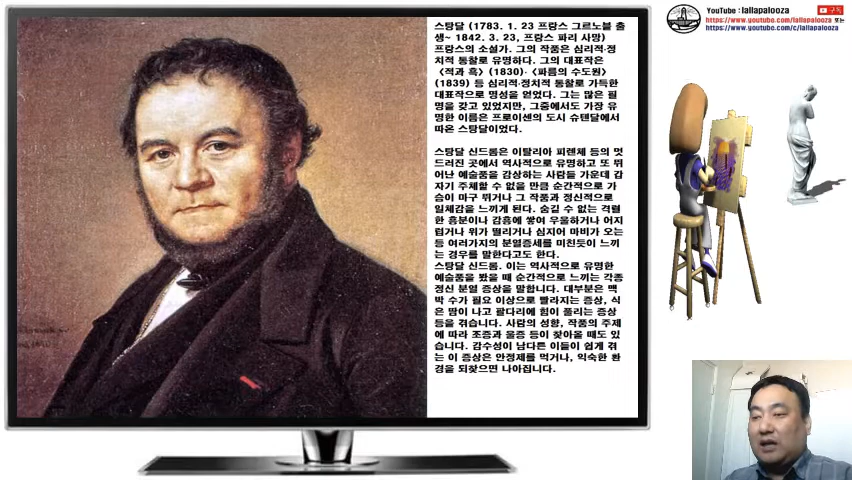 스탕달 (1783. 1. 23 프랑스 그르노블 출
생~ 1842. 3. 23, 프랑스 파리 사망)
프랑스의 소설가. 그의 작품은 심리적·정
치적 통찰로 유명하다. 그의 대표작은
〈적과 흑〉(1830)·〈파름의 수도원〉
(1839) 등 심리적·정치적 통찰로 가득한
대표작으로 명성을 얻었다. 그는 많은 필
명을 갖고 있었지만, 그중에서도 가장 유
명한 이름은 프로이센의 도시 슈텐달에서
따온 스탕달이었다.
스탕달 신드롬은 이탈리아 피렌체 등의 멋
드러진 곳에서 역사적으로 유명하고 또 뛰
어난 예술품을 감상하는 사람들 가운데 갑
자기 주체할 수 없을 만큼 순간적으로 가
슴이 마구 뛰거나 그 작품과 정신적으로
일체감을 느끼게 된다. 숨길 수 없는 격렬
한 흥분이나 감흥에 쌓여 우울하거나 어지
럽거나 위가 떨리거나 심지어 마비가 오는
등 여러가지의 분열증세를 미친듯이 느끼
는 경우를 말한다고도 한다.
스탕달 신드롬. 이는 역사적으로 유명한
예술품을 봤을 때 순간적으로 느끼는 각종
정신 분열 증상을 말합니다. 대부분은 맥
박 수가 필요 이상으로 빨라지는 증상, 식
은 땀이 나고 팔다리에 힘이 풀리는 증상
등을 겪습니다. 사람의 성향, 작품의 주제
에 따라 조증과 울증 등이 찾아올 때도 있
습니다. 감수성이 남다른 이들이 쉽게 겪
는 이 증상은 안정제를 먹거나, 익숙한 환
경을 되찾으면 나아집니다.
YouTube : lallapalooza 구독
https://www.youtube.com/lallapalooza 또는
https://www.youtube.com/c/lallapalooza